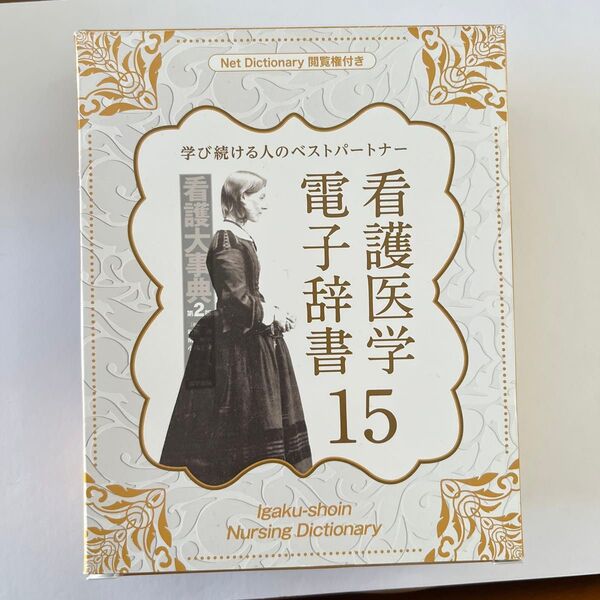 Net Dictionary 閲覧権付き
学び続ける人のベストパートナー
看護医学
電子辞書
15
看護大事典
第2版
Igaku-shoin
Nursing Dictionary